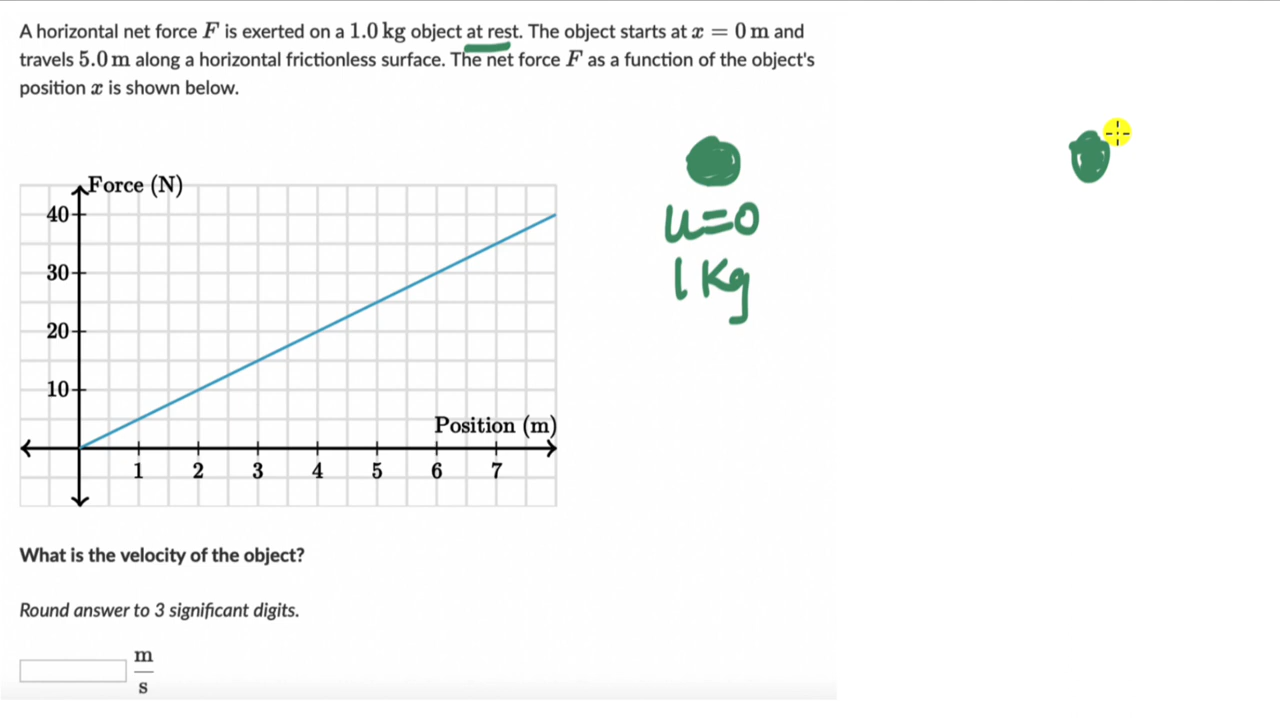 A horizontal net force F is exerted on a 1.0 kg object at rest. The object starts at x = 0 m and
travels 5.0 m along a horizontal frictionless surface. The net force F as a function of the object's
position x is shown below.
Force (N)
40
30
20
10
Position (m)
1 2 3 4 5 6 7
u=0
1 Kg
What is the velocity of the object?
Round answer to 3 significant digits.
m
s